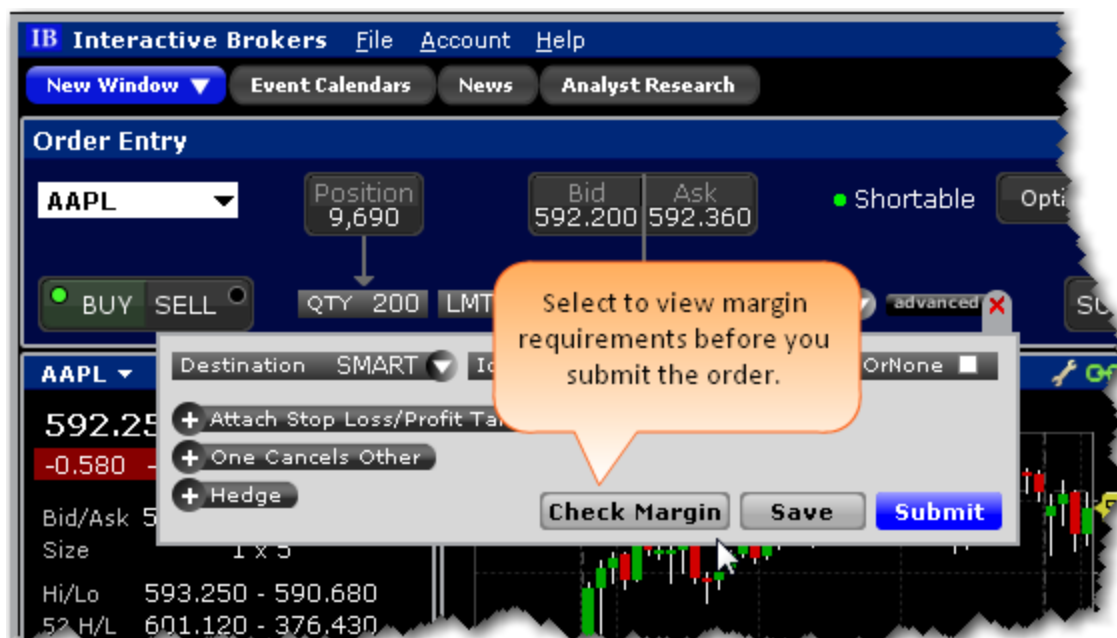 IB Interactive Brokers File Account Help
New Window Event Calendars News Analyst Research
Order Entry
AAPL
Position
9,690
Bid Ask
592.200 592.360
Shortable
BUY SELL QTY 200 LMT advanced
Select to view margin
requirements before you
submit the order.
Destination SMART OrNone
Attach Stop Loss/Profit
One Cancels Other
Hedge
Check Margin Save Submit
AAPL
592.25
-0.580
Bid/Ask
Size 1 x 5
Hi/Lo 593.250 - 590.680
52 H/L 601.120 - 376.430